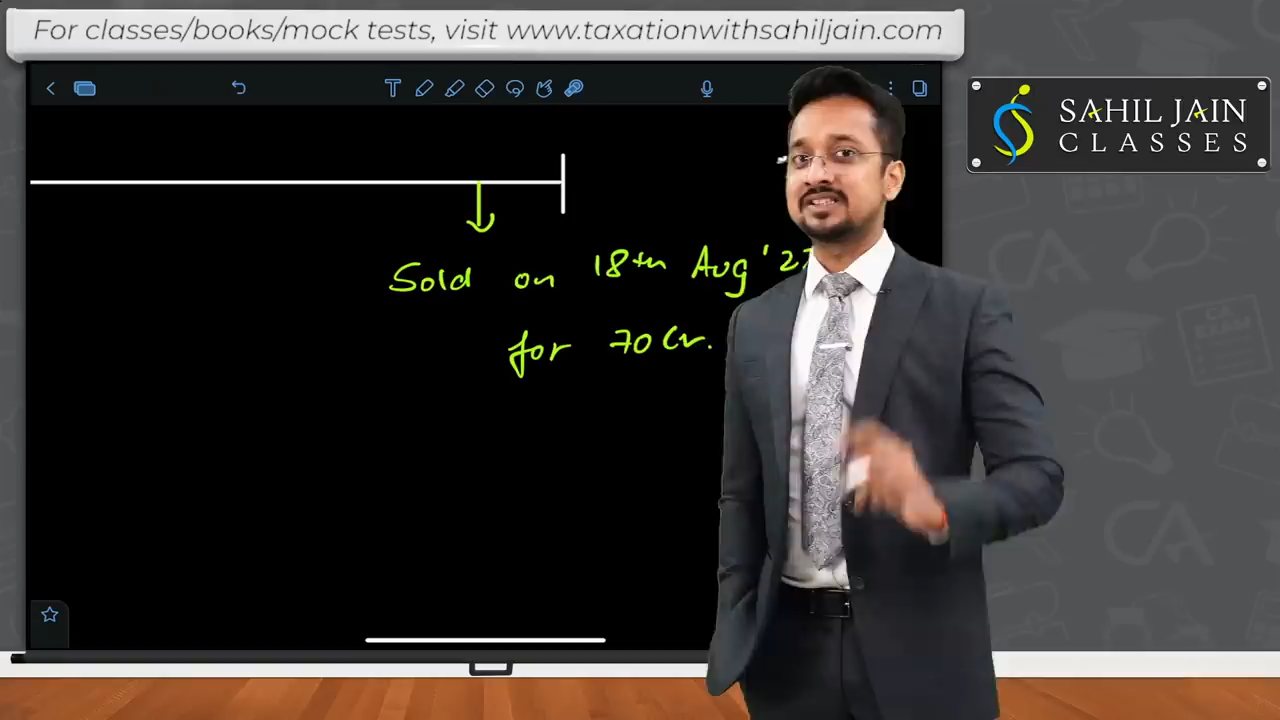 For classes/books/mock tests, visit www.taxationwithsahiljain.com
SAHIL JAIN
CLASSES
Sold on 18th Aug '
for 70 Cr.